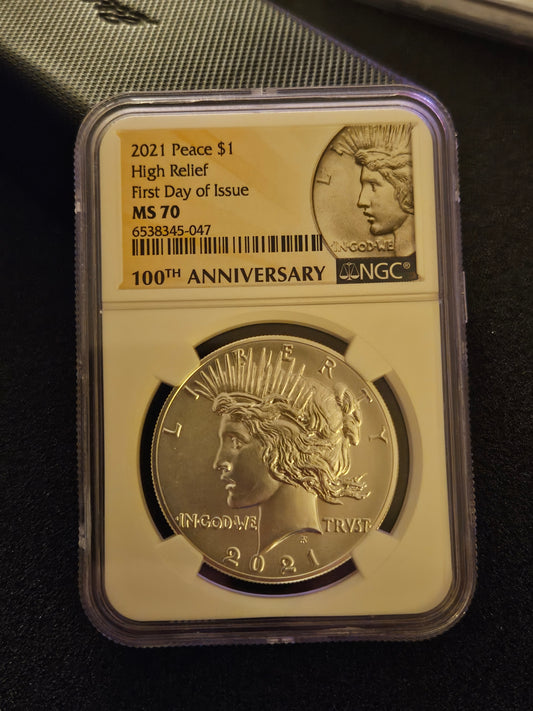 2021 Peace $1
High Relief
First Day of Issue
MS 70
6538345-047
100TH ANNIVERSARY
L
IN·GOD·WE
NGC®
LIBERTY
·IN·GOD·WE TRVST·
2021